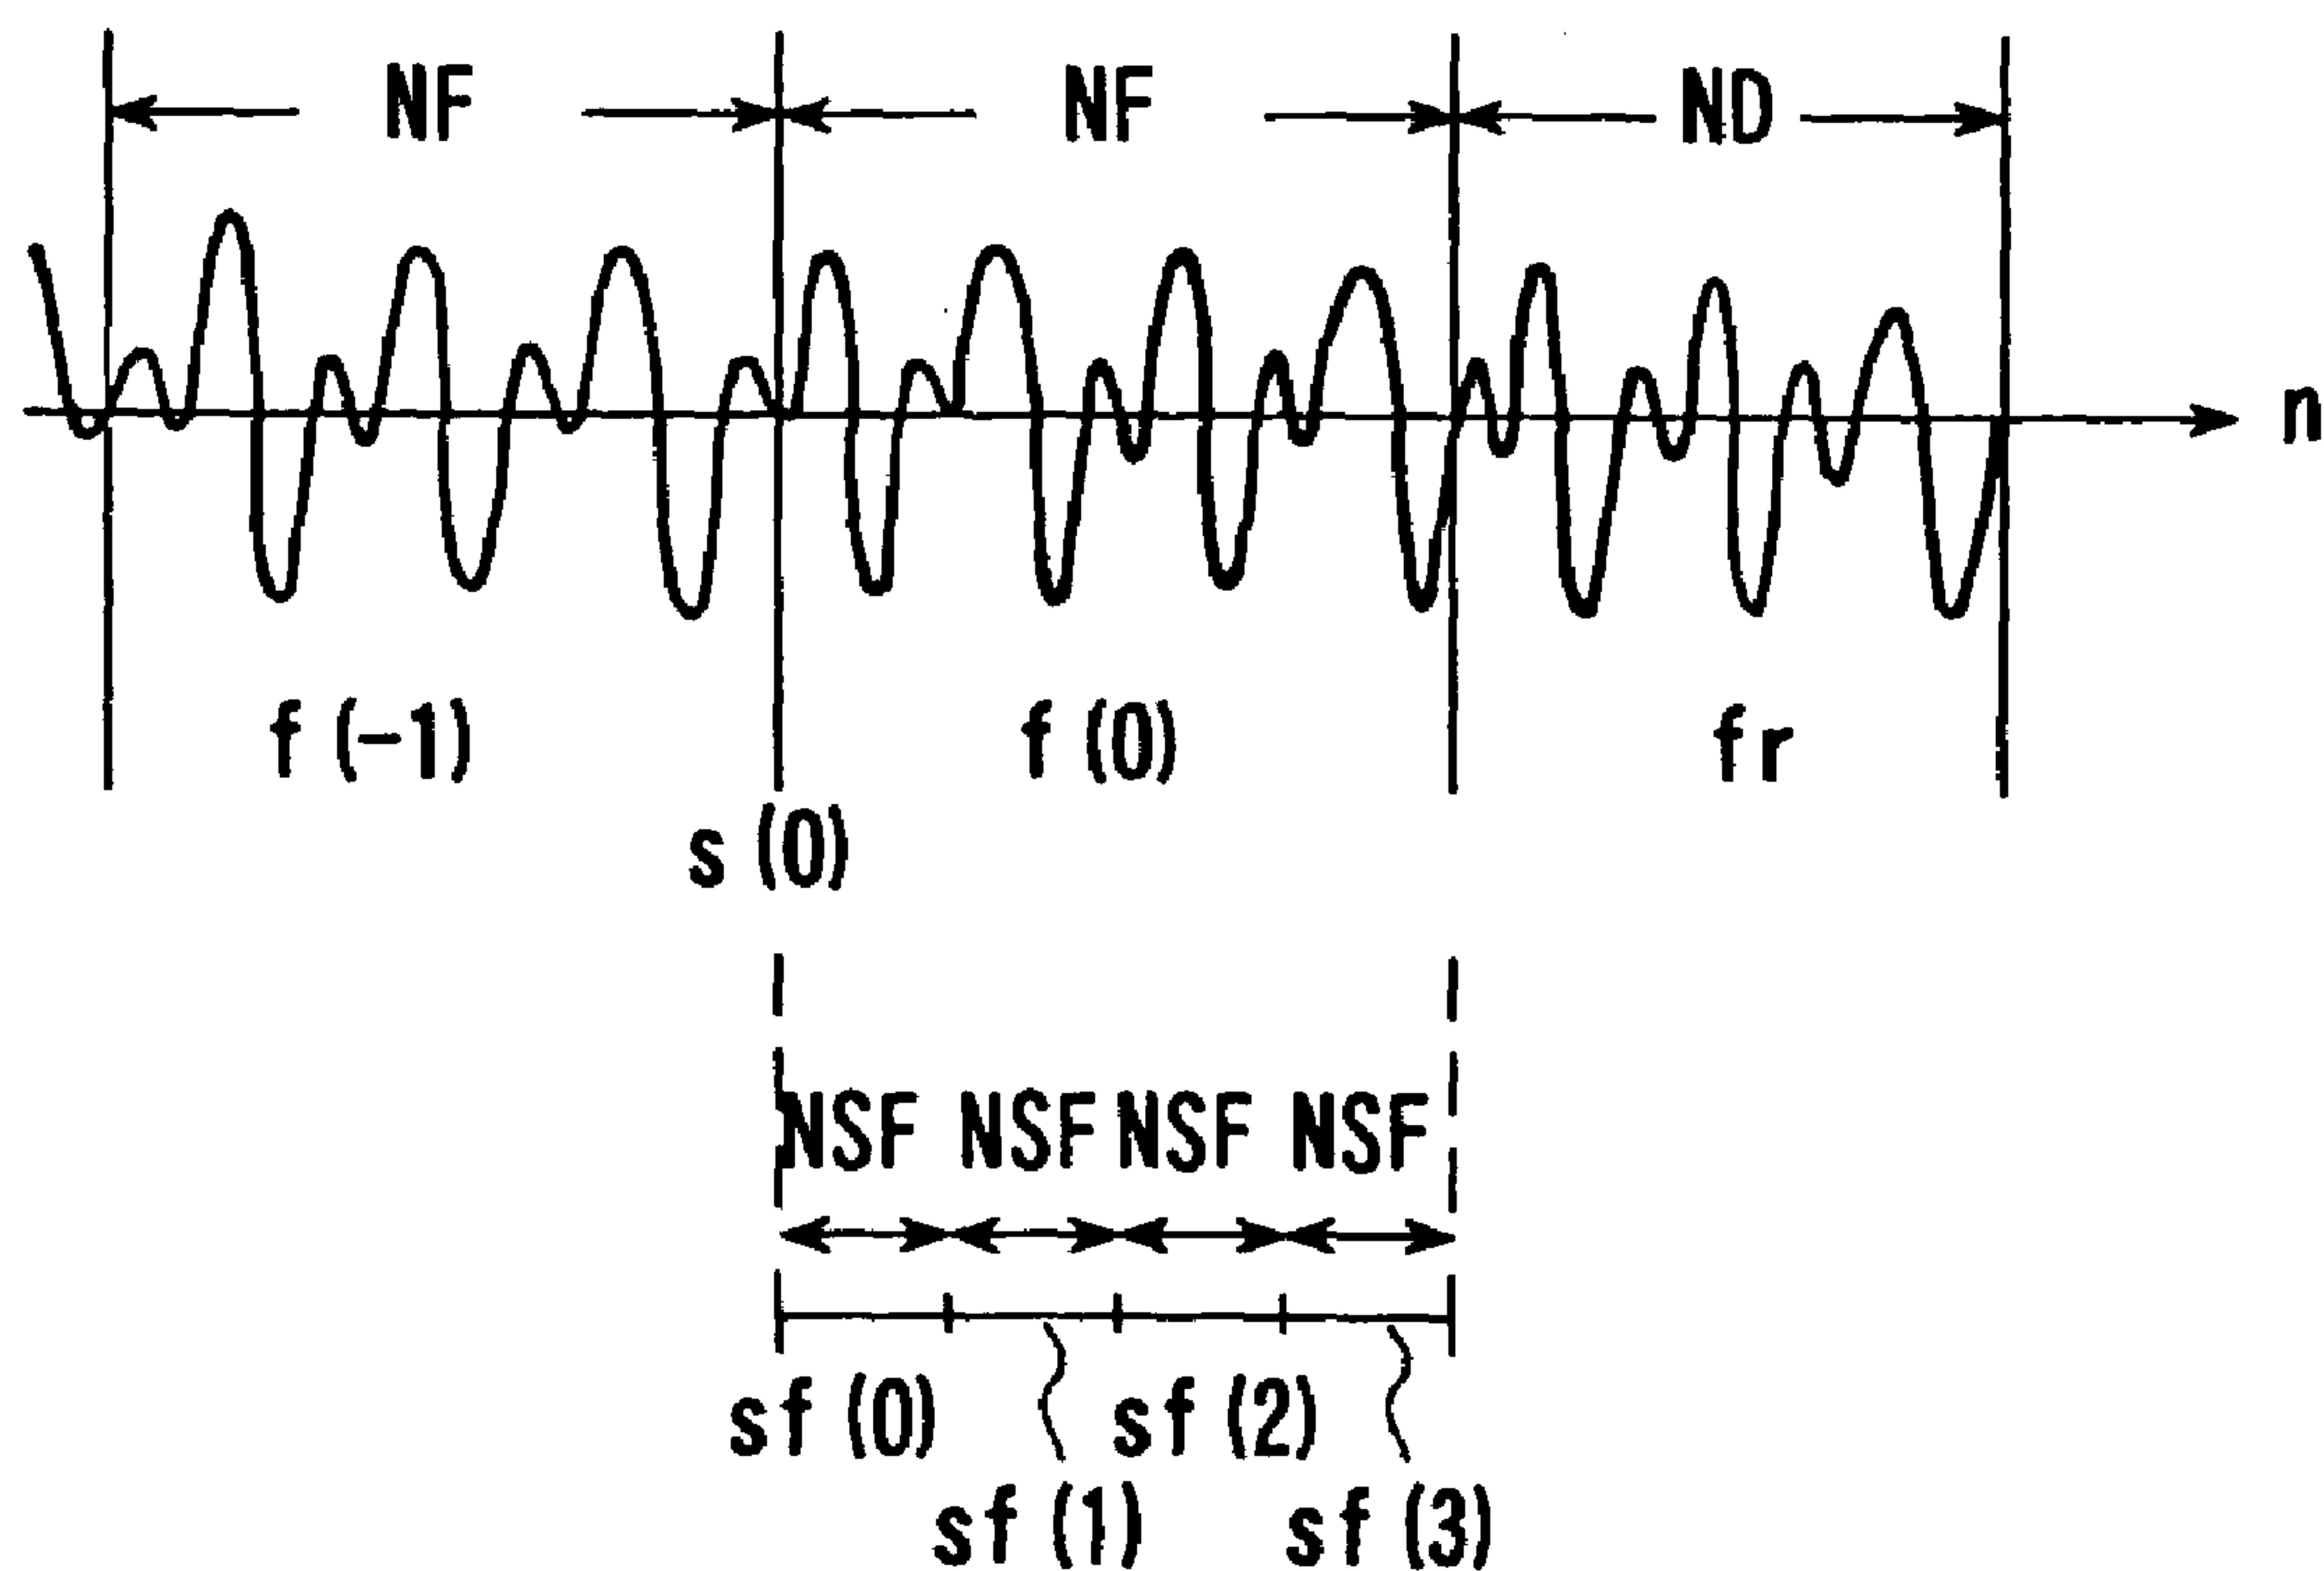 NF NF ND
n
f (-1) f (0) fr
s (0)
NSF NSF NSF NSF
sf (0) sf (2)
sf (1) sf (3)